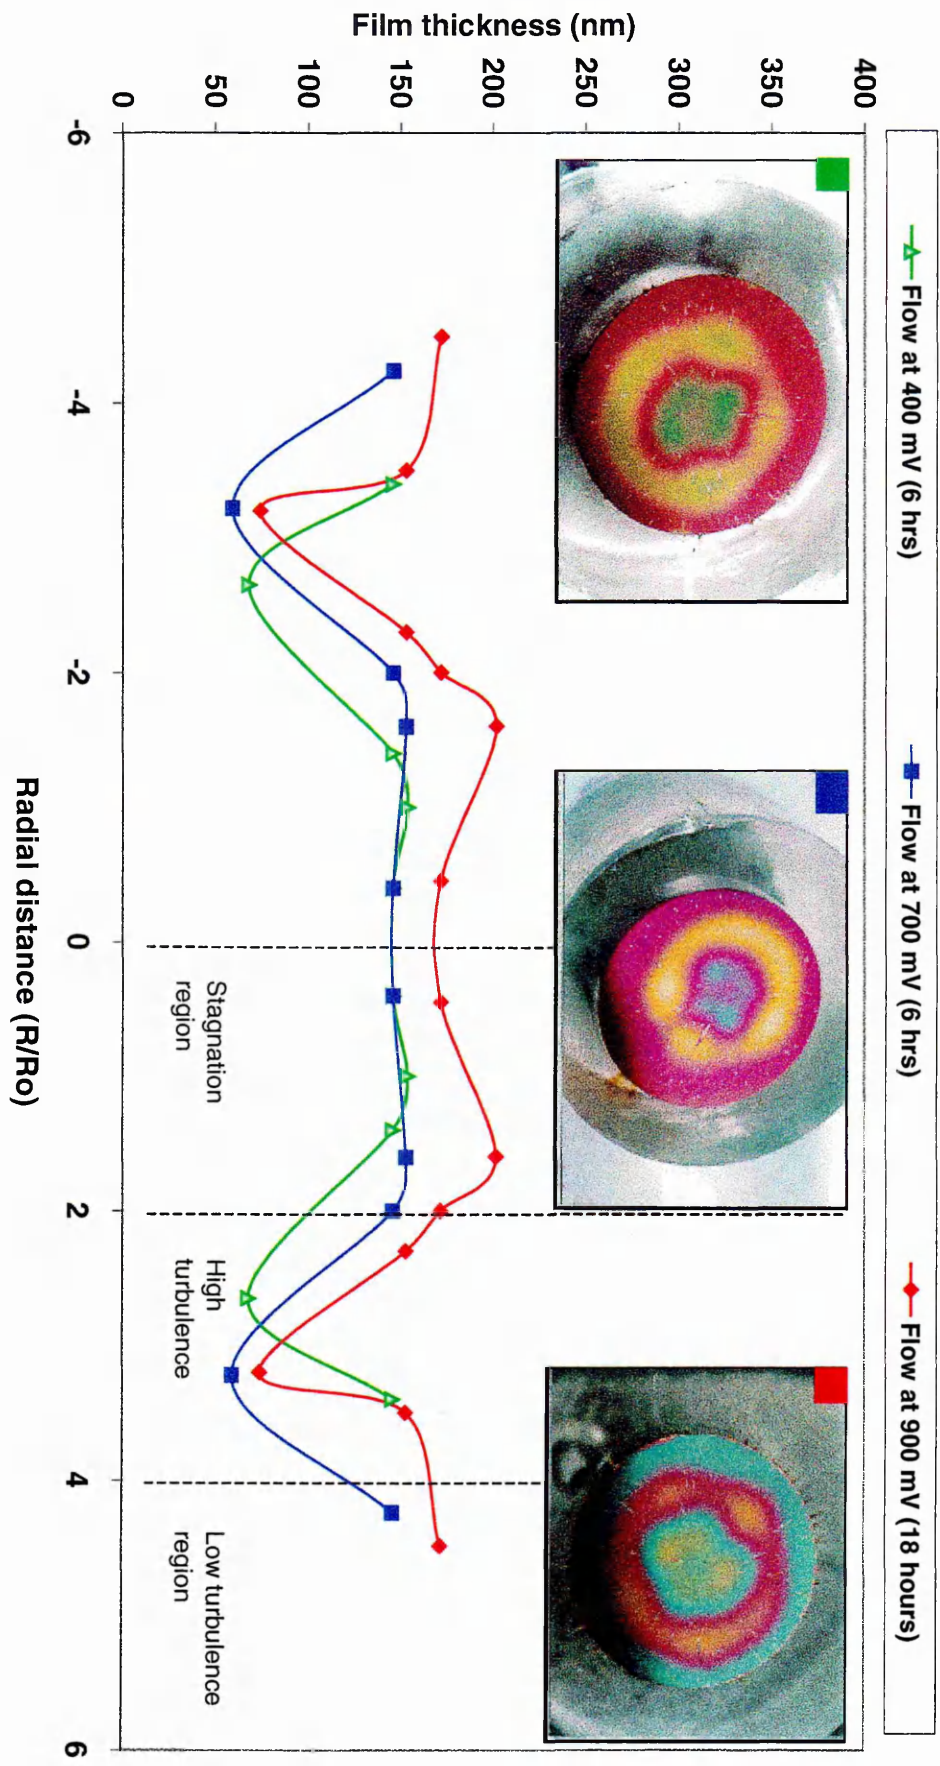 Flow at 400 mV (6 hrs)
Flow at 700 mV (6 hrs)
Flow at 900 mV (18 hours)
400
350
300
250
200
150
100
50
0
Film thickness (nm)
Stagnation
region
High
turbulence
Low turbulence
region
-6
-4
-2
0
2
4
6
Radial distance (R/Ro)